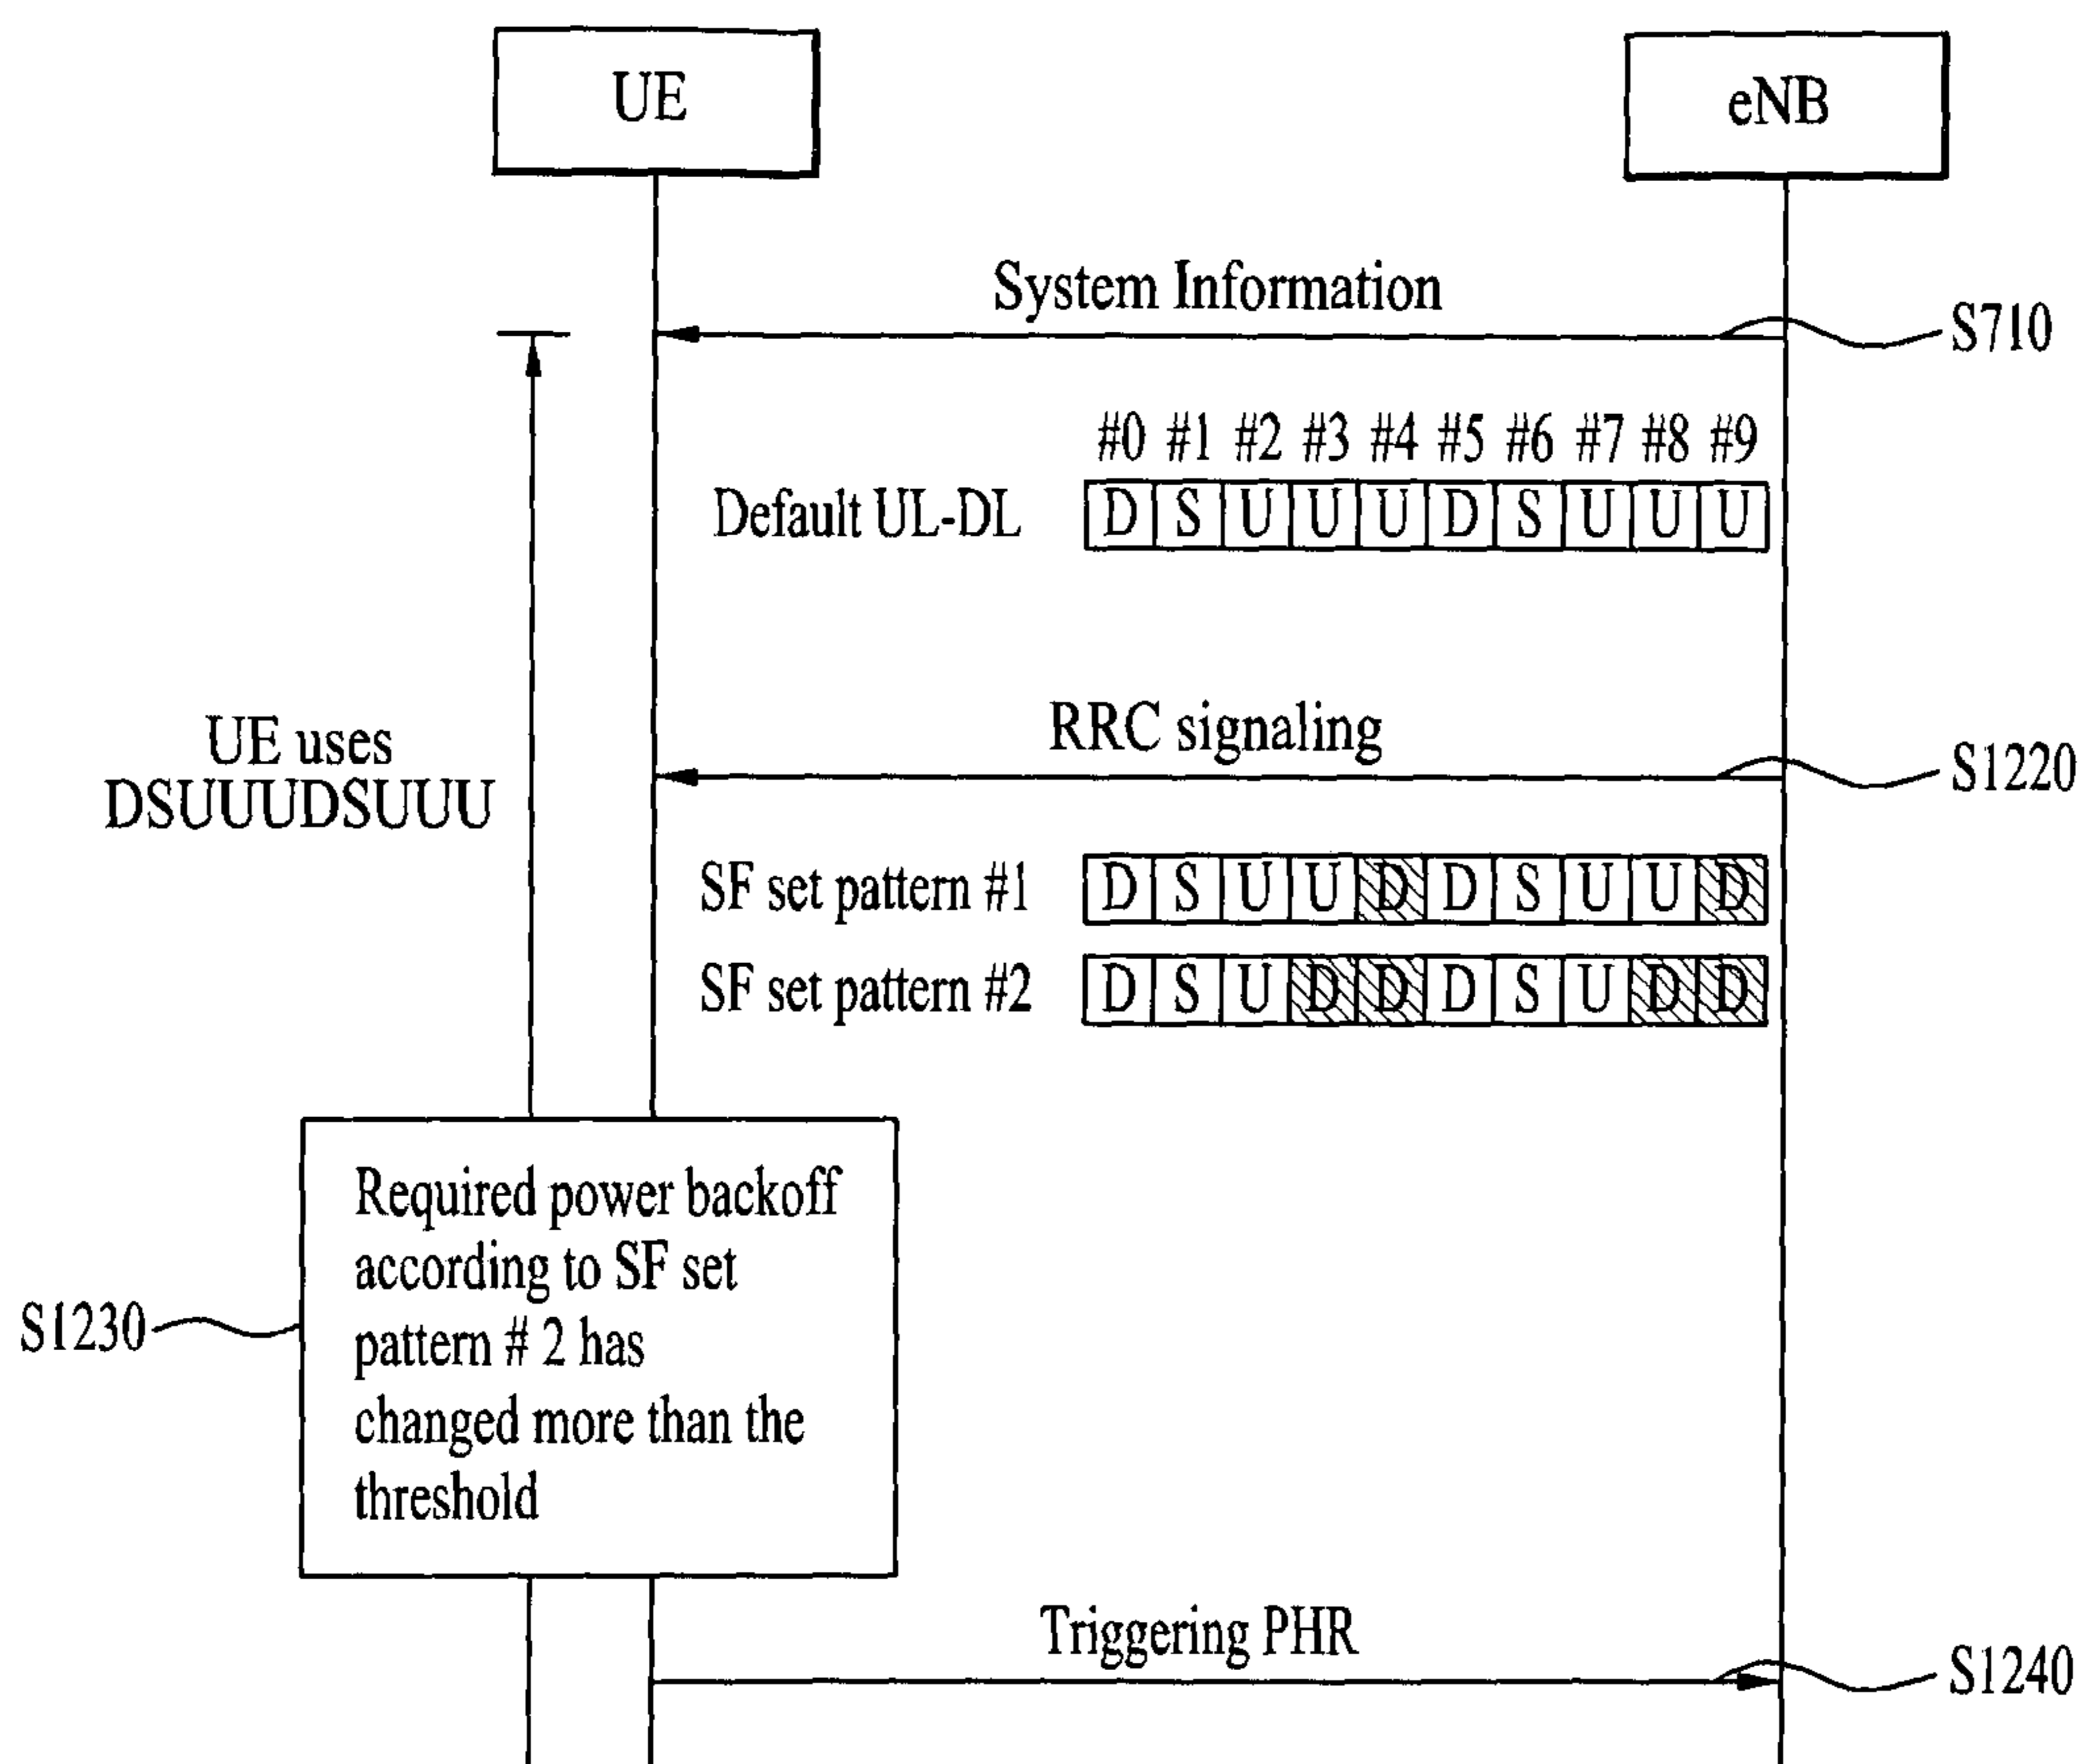 UE
eNB
System Information
S710
#0 #1 #2 #3 #4 #5 #6 #7 #8 #9
Default UL-DL D S U U U D S U U U
RRC signaling
S1220
UE uses
DSUUUDSUUU
SF set pattern #1 D S U U D D S U U D
SF set pattern #2 D S U D D D S U D D
Required power backoff
according to SF set
pattern # 2 has
changed more than the
threshold
S1230
Triggering PHR
S1240